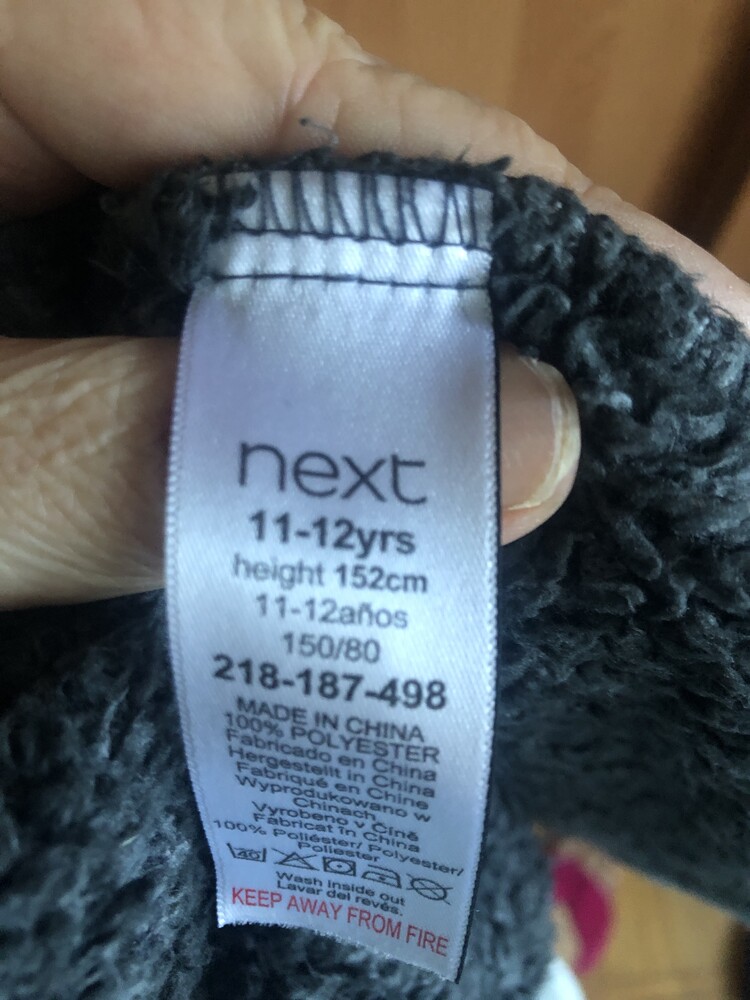 next
11-12yrs
height 152cm
11-12años
150/80
218-187-498
MADE IN CHINA
100% POLYESTER
Fabricado en China
Hergestellt in China
Fabriqué en Chine
Wyprodukowano w
Chinach
Vyrobeno v Číně
Fabricat în China
100% Poliéster/ Polyester/
Poliester
40
Wash inside out
Lavar del revés.
KEEP AWAY FROM FIRE